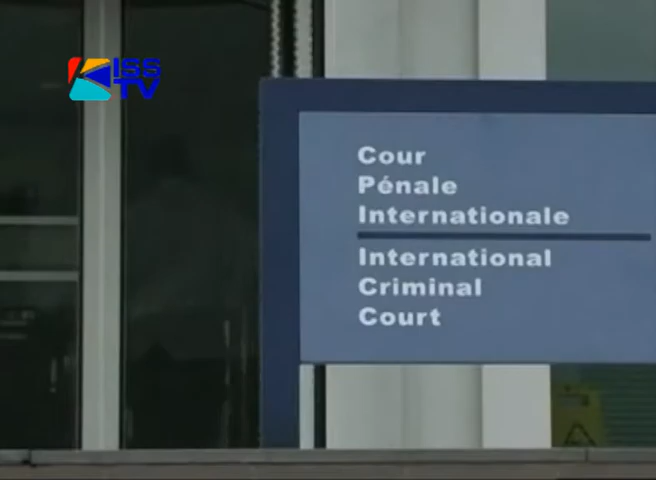 KISS
TV
Cour
Pénale
Internationale
International
Criminal
Court